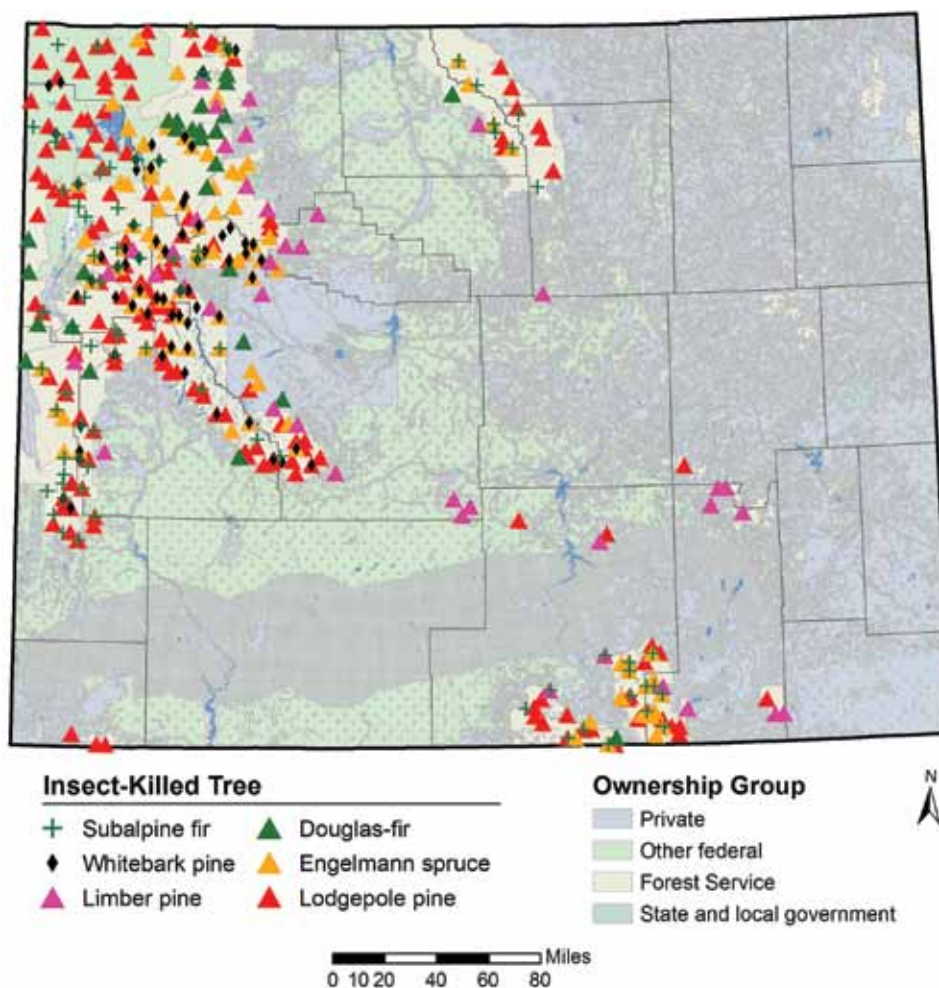 Insect-Killed Tree
Subalpine fir
Douglas-fir
Whitebark pine
Engelmann spruce
Limber pine
Lodgepole pine
Ownership Group
Private
Other federal
Forest Service
State and local government
N
Miles
0 10 20 40 60 80